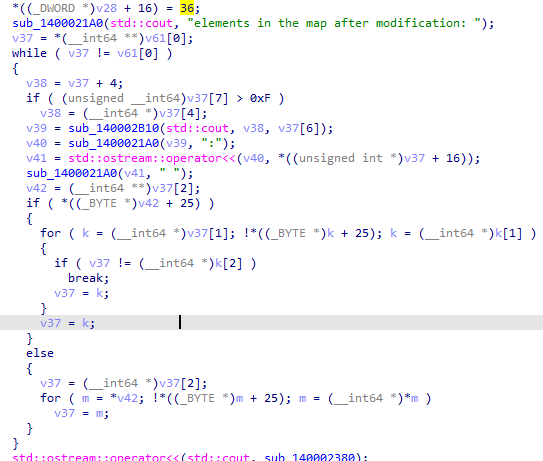 *((_DWORD *)v28 + 16) = 36;
sub_1400021A0(std::cout, "elements in the map after modification: ");
v37 = *(__int64 **)v61[0];
while ( v37 != v61[0] )
{
v38 = v37 + 4;
if ( (unsigned __int64)v37[7] > 0xF )
v38 = (__int64 *)v37[4];
v39 = sub_140002B10(std::cout, v38, v37[6]);
v40 = sub_1400021A0(v39, ":");
v41 = std::ostream::operator<<(v40, *((unsigned int *)v37 + 16));
sub_1400021A0(v41, " ");
v42 = (__int64 **)v37[2];
if ( *((_BYTE *)v42 + 25) )
{
for ( k = (__int64 *)v37[1]; !*((_BYTE *)k + 25); k = (__int64 *)k[1] )
{
if ( v37 != (__int64 *)k[2] )
break;
v37 = k;
}
v37 = k;
}
else
{
v37 = (__int64 *)v37[2];
for ( m = *v42; !*((_BYTE *)m + 25); m = (__int64 *)*m )
v37 = m;
}
}
std::ostream::operator<<(std::cout, sub_140002380);